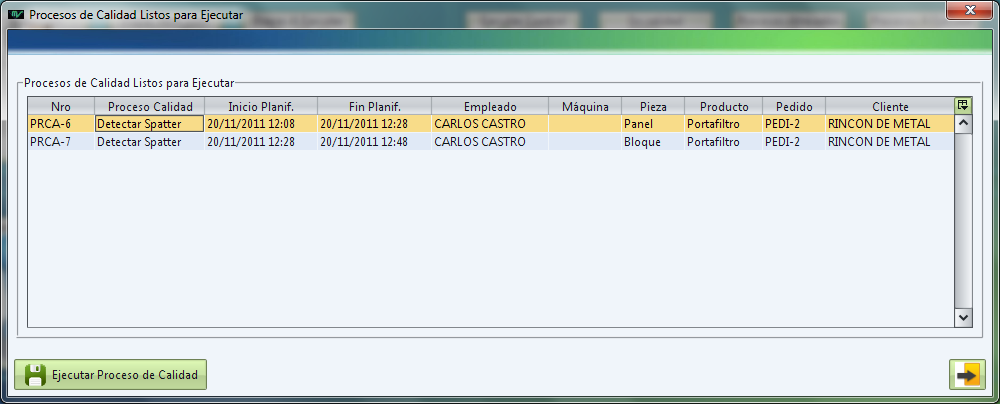 Procesos de Calidad Listos para Ejecutar
Procesos de Calidad Listos para Ejecutar
Nro Proceso Calidad Inicio Planif. Fin Planif. Empleado Máquina Pieza Producto Pedido Cliente
PRCA-6 Detectar Spatter 20/11/2011 12:08 20/11/2011 12:28 CARLOS CASTRO Panel Portafiltro PEDI-2 RINCON DE METAL
PRCA-7 Detectar Spatter 20/11/2011 12:28 20/11/2011 12:48 CARLOS CASTRO Bloque Portafiltro PEDI-2 RINCON DE METAL
Ejecutar Proceso de Calidad